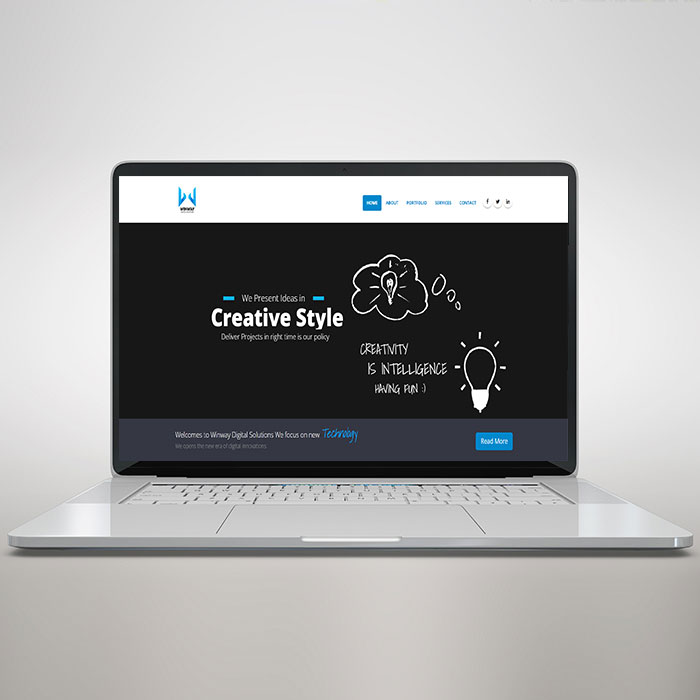 winway
HOME ABOUT PORTFOLIO SERVICES CONTACT
We Present Ideas in
Creative Style
Deliver Projects in right time is our policy
CREATIVITY
IS INTELLIGENCE
HAVING FUN :)
Welcomes to Winway Digital Solutions We focus on new Technology
We opens the new era of digital innovations
Read More